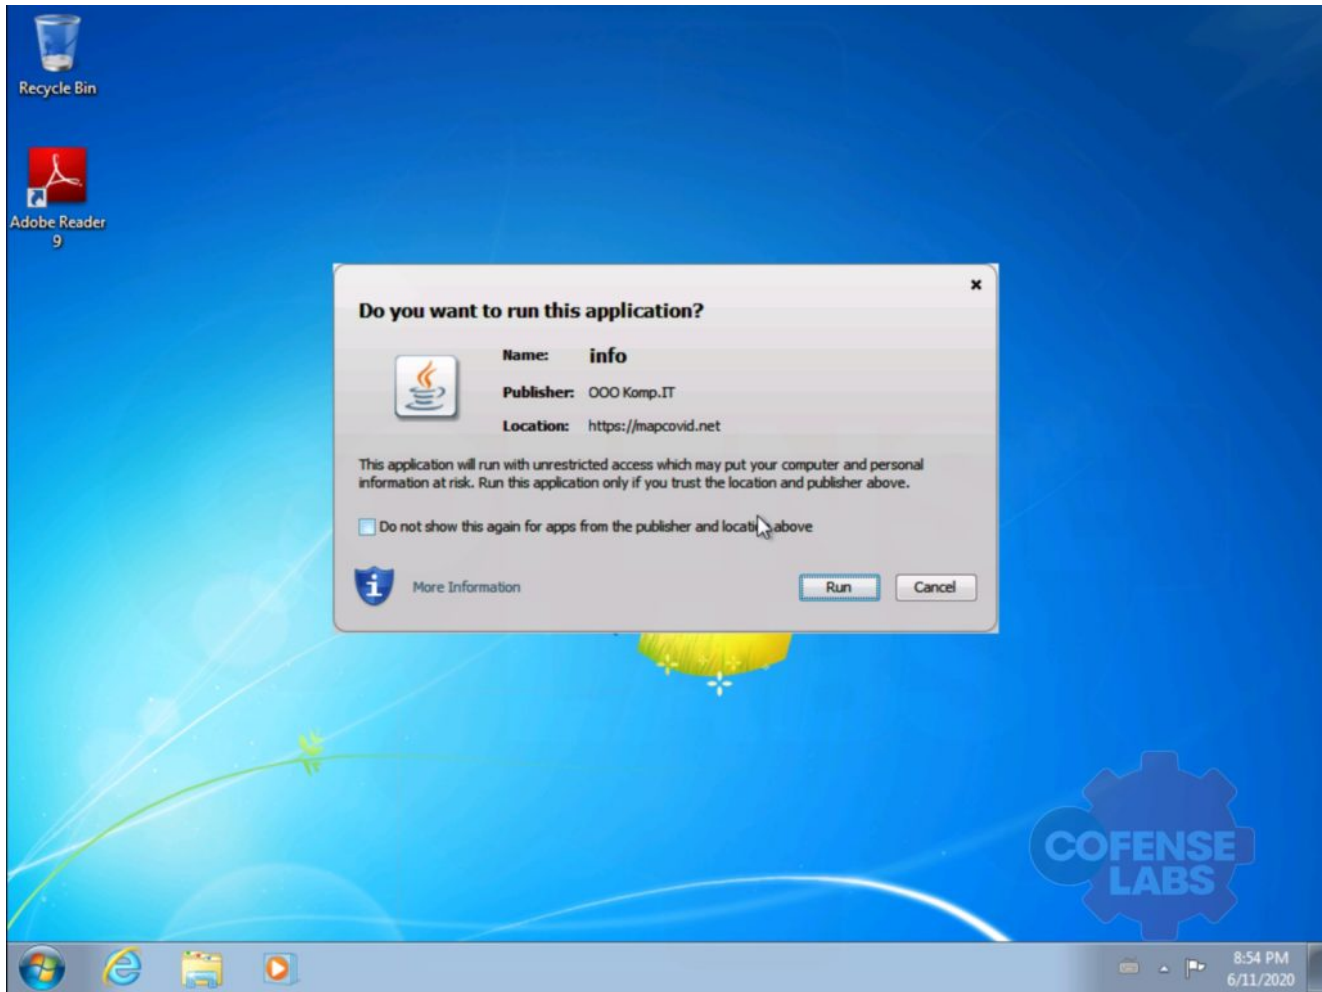 Recycle Bin
Adobe Reader
9
Do you want to run this application?
Name: info
Publisher: OOO Komp.IT
Location: https://mapcovid.net
This application will run with unrestricted access which may put your computer and personal
information at risk. Run this application only if you trust the location and publisher above.
Do not show this again for apps from the publisher and location above
More Information
Run
Cancel
COFENSE
LABS
8:54 PM
6/11/2020